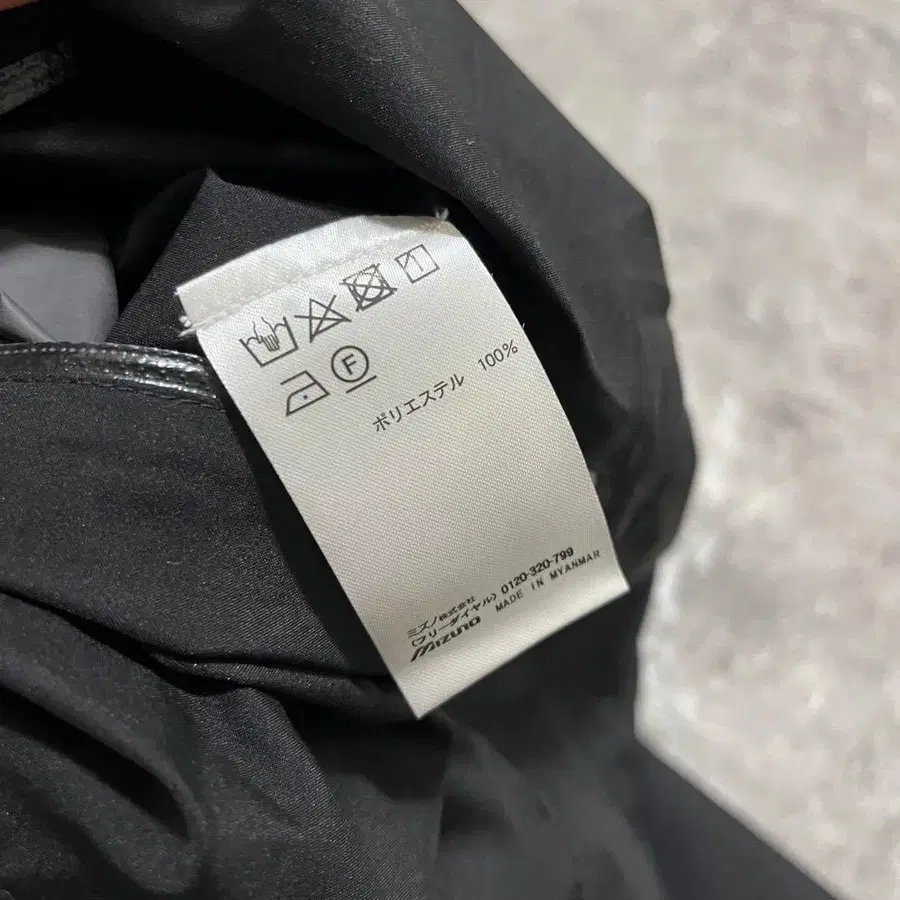 F
ポリエステル 100%
ミズノ株式会社
(フリーダイヤル) 0120-320-799
MIZUNO MADE IN MYANMAR